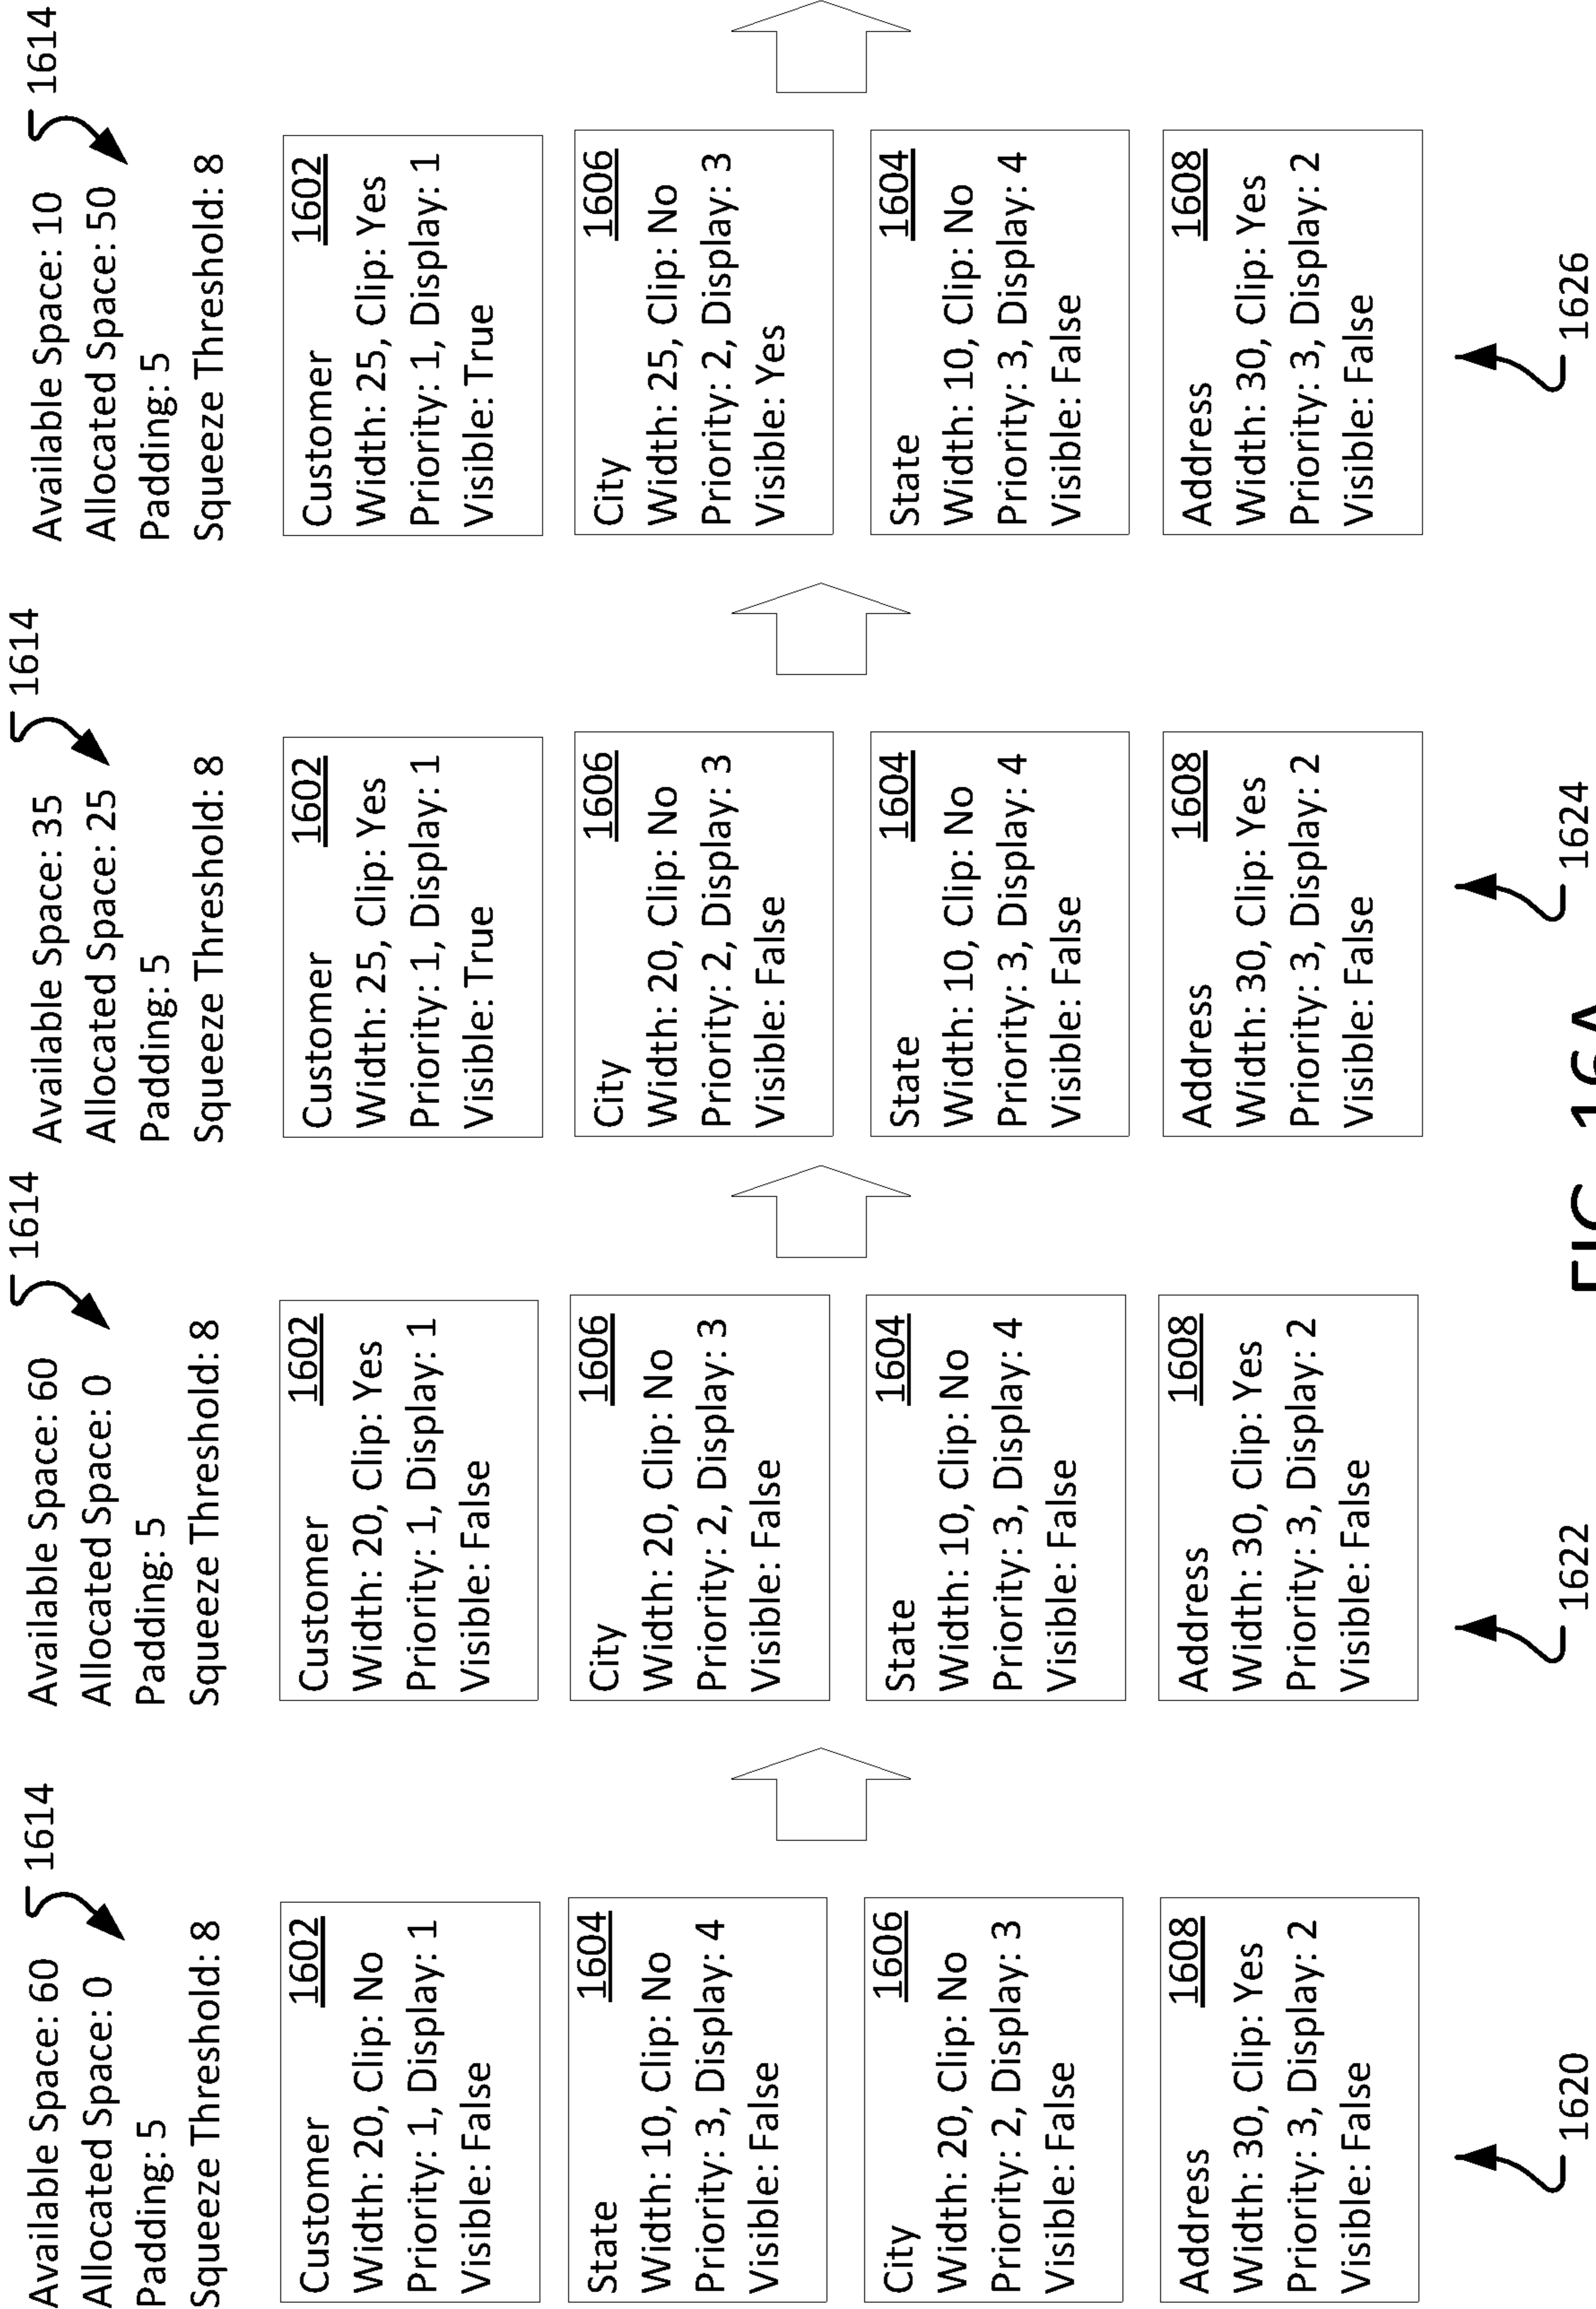 Available Space: 60
Allocated Space: 0
Padding: 5
Squeeze Threshold: 8
1614
Customer 1602
Width: 20, Clip: No
Priority: 1, Display: 1
Visible: False
State 1604
Width: 10, Clip: No
Priority: 3, Display: 4
Visible: False
City 1606
Width: 20, Clip: No
Priority: 2, Display: 3
Visible: False
Address 1608
Width: 30, Clip: Yes
Priority: 3, Display: 2
Visible: False
1620
Available Space: 60
Allocated Space: 0
Padding: 5
Squeeze Threshold: 8
1614
Customer 1602
Width: 20, Clip: Yes
Priority: 1, Display: 1
Visible: False
City 1606
Width: 20, Clip: No
Priority: 2, Display: 3
Visible: False
State 1604
Width: 10, Clip: No
Priority: 3, Display: 4
Visible: False
Address 1608
Width: 30, Clip: Yes
Priority: 3, Display: 2
Visible: False
1622
Available Space: 35
Allocated Space: 25
Padding: 5
Squeeze Threshold: 8
1614
Customer 1602
Width: 25, Clip: Yes
Priority: 1, Display: 1
Visible: True
City 1606
Width: 20, Clip: No
Priority: 2, Display: 3
Visible: False
State 1604
Width: 10, Clip: No
Priority: 3, Display: 4
Visible: False
Address 1608
Width: 30, Clip: Yes
Priority: 3, Display: 2
Visible: False
1624
Available Space: 10
Allocated Space: 50
Padding: 5
Squeeze Threshold: 8
1614
Customer 1602
Width: 25, Clip: Yes
Priority: 1, Display: 1
Visible: True
City 1606
Width: 25, Clip: No
Priority: 2, Display: 3
Visible: Yes
State 1604
Width: 10, Clip: No
Priority: 3, Display: 4
Visible: False
Address 1608
Width: 30, Clip: Yes
Priority: 3, Display: 2
Visible: False
1626
FIG. 16A